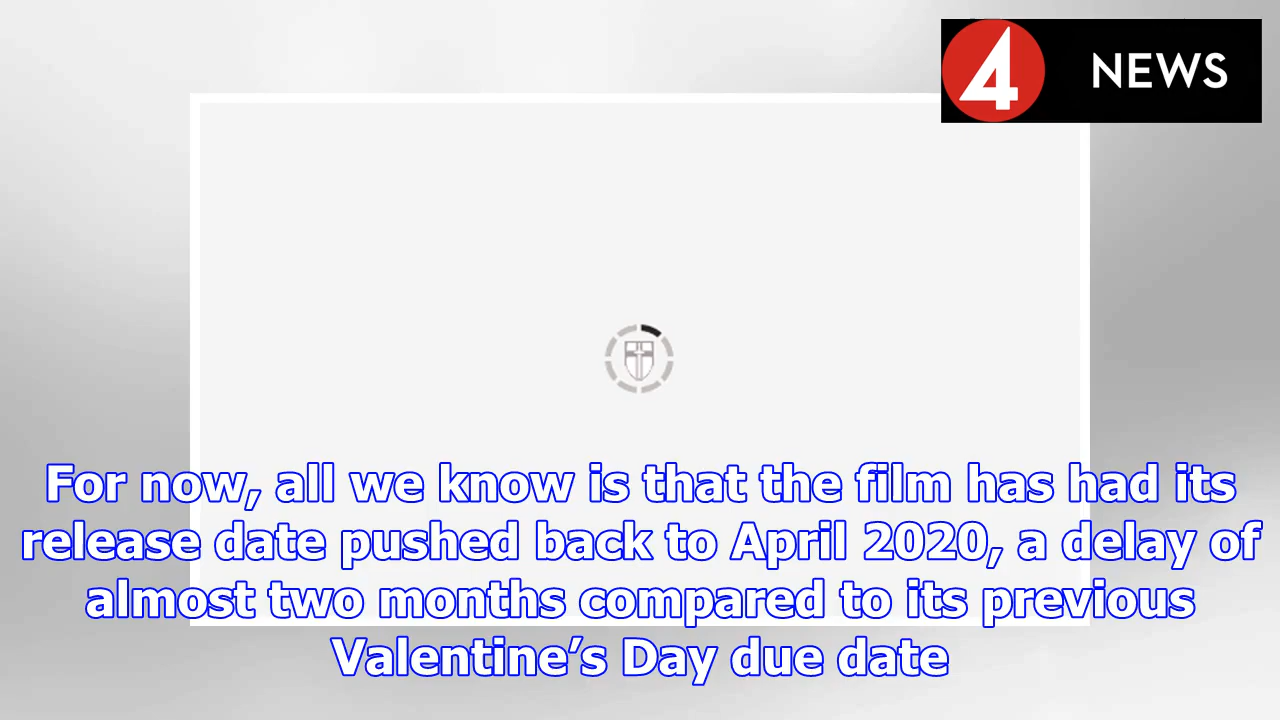 4 NEWS
For now, all we know is that the film has had its
release date pushed back to April 2020, a delay of
almost two months compared to its previous
Valentine’s Day due date